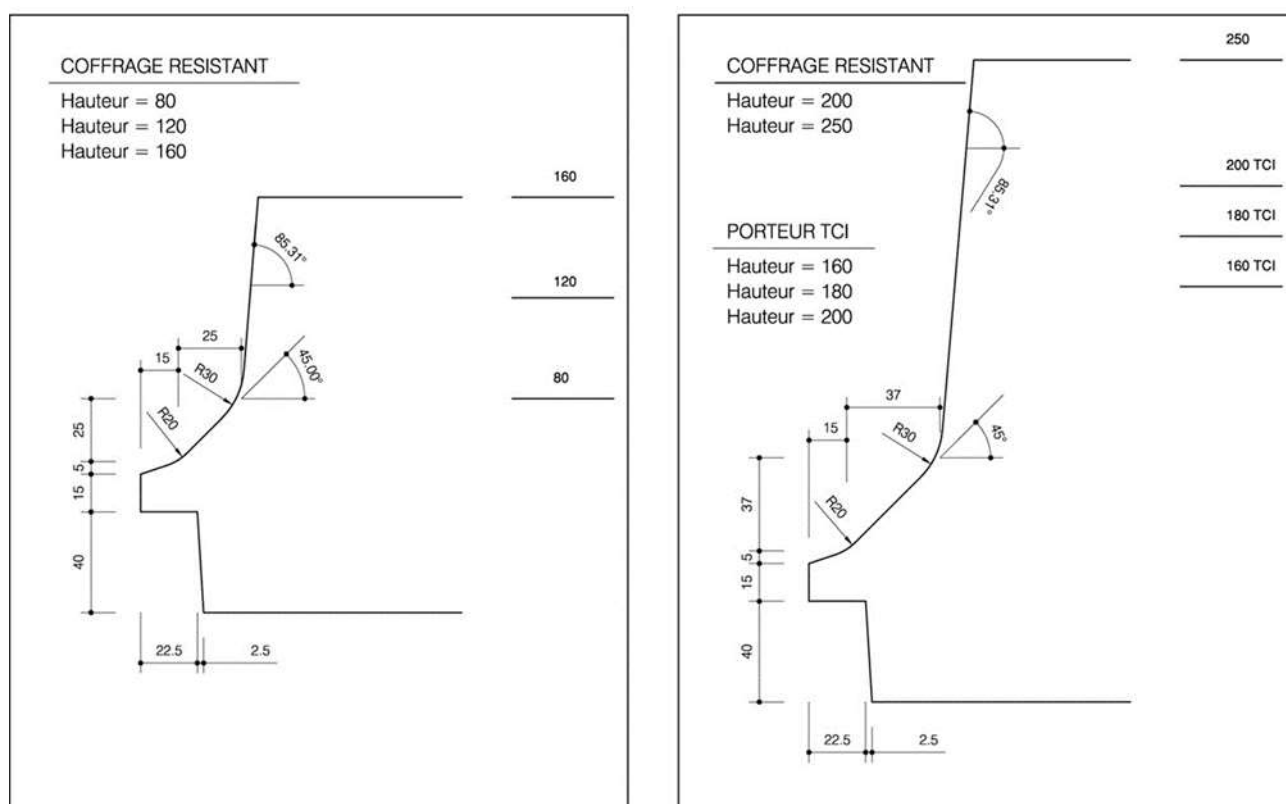 COFFRAGE RESISTANT
Hauteur = 80
Hauteur = 120
Hauteur = 160
160
85.31°
120
25
15
R30
45.00°
80
R20
25
5
15
40
22.5
2.5
COFFRAGE RESISTANT
Hauteur = 200
Hauteur = 250
250
85.31°
200 TCI
180 TCI
160 TCI
PORTEUR TCI
Hauteur = 160
Hauteur = 180
Hauteur = 200
37
15
R30
45°
R20
37
5
15
40
22.5
2.5